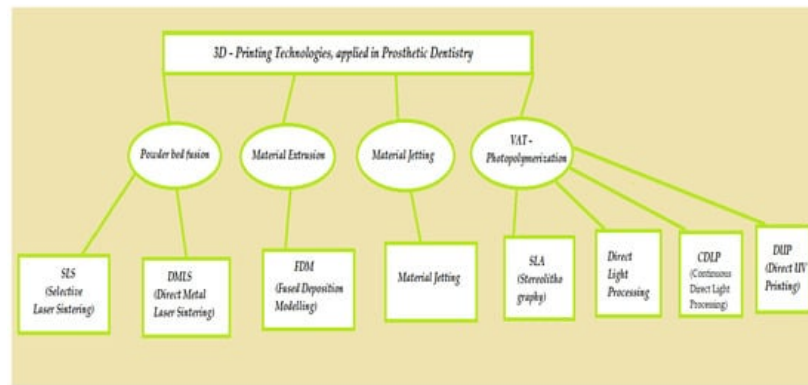 3D - Printing Technologies, applied in Prosthetic Dentistry
Powder bed fusion
Material Extrusion
Material Jetting
VAT -
Photopolymerization
SLS
(Selective
Laser Sintering)
DMLS
(Direct Metal
Laser Sintering)
FDM
(Fused Deposition
Modelling)
Material Jetting
SLA
(Stereolitho
graphy)
Direct
Light
Processing
CDLP
(Continuous
Direct Light
Processing)
DUP
(Direct UV
Printing)